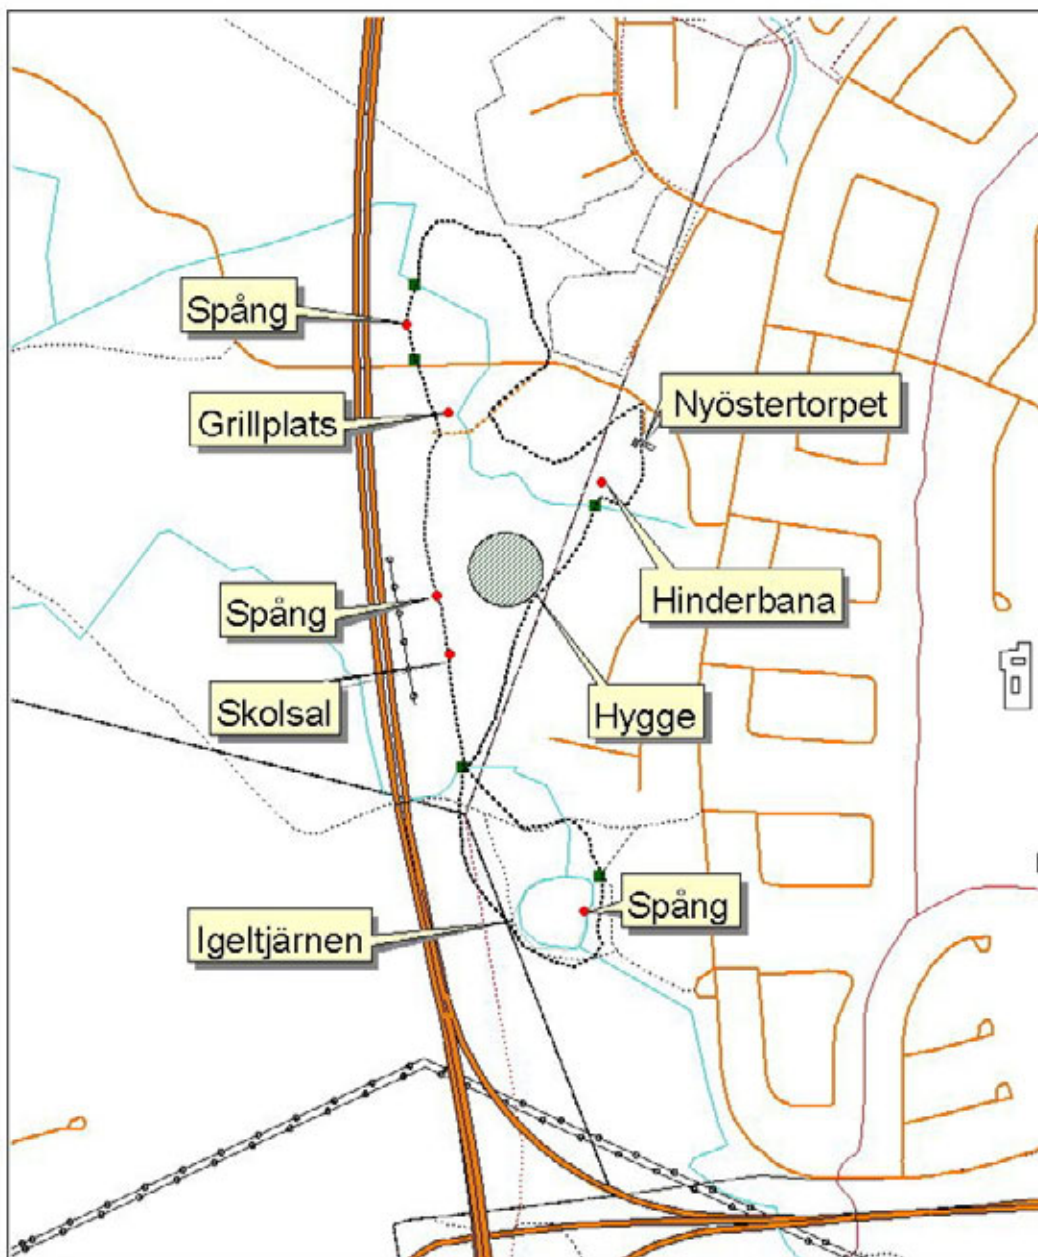 Spång
Nyöstertorpet
Grillplats
Spång
Hinderbana
Skolsal
Hygge
Spång
Igeltjärnen